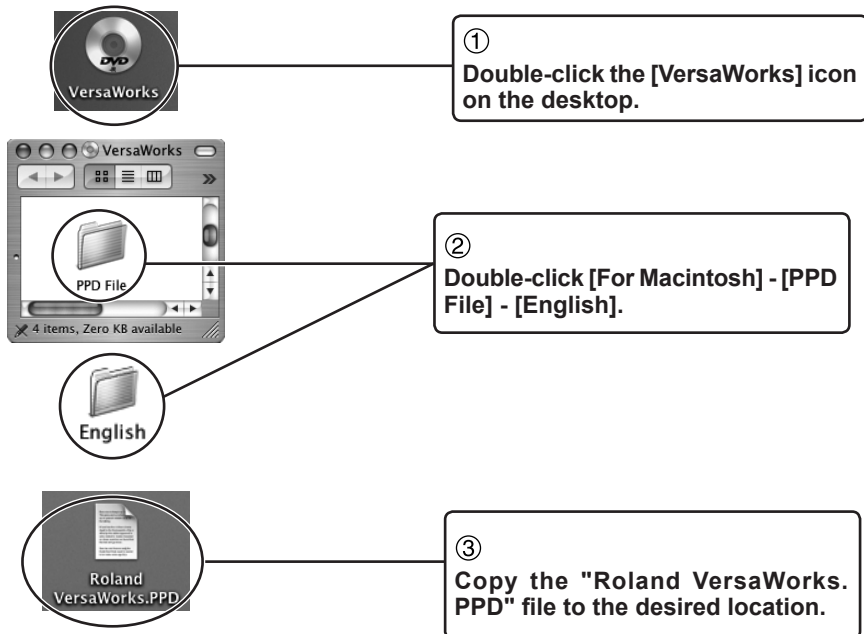 DVD
VersaWorks
①
Double-click the [VersaWorks] icon
on the desktop.
VersaWorks
PPD File
4 items, Zero KB available
②
Double-click [For Macintosh] - [PPD
File] - [English].
English
Roland
VersaWorks.PPD
③
Copy the "Roland VersaWorks.
PPD" file to the desired location.